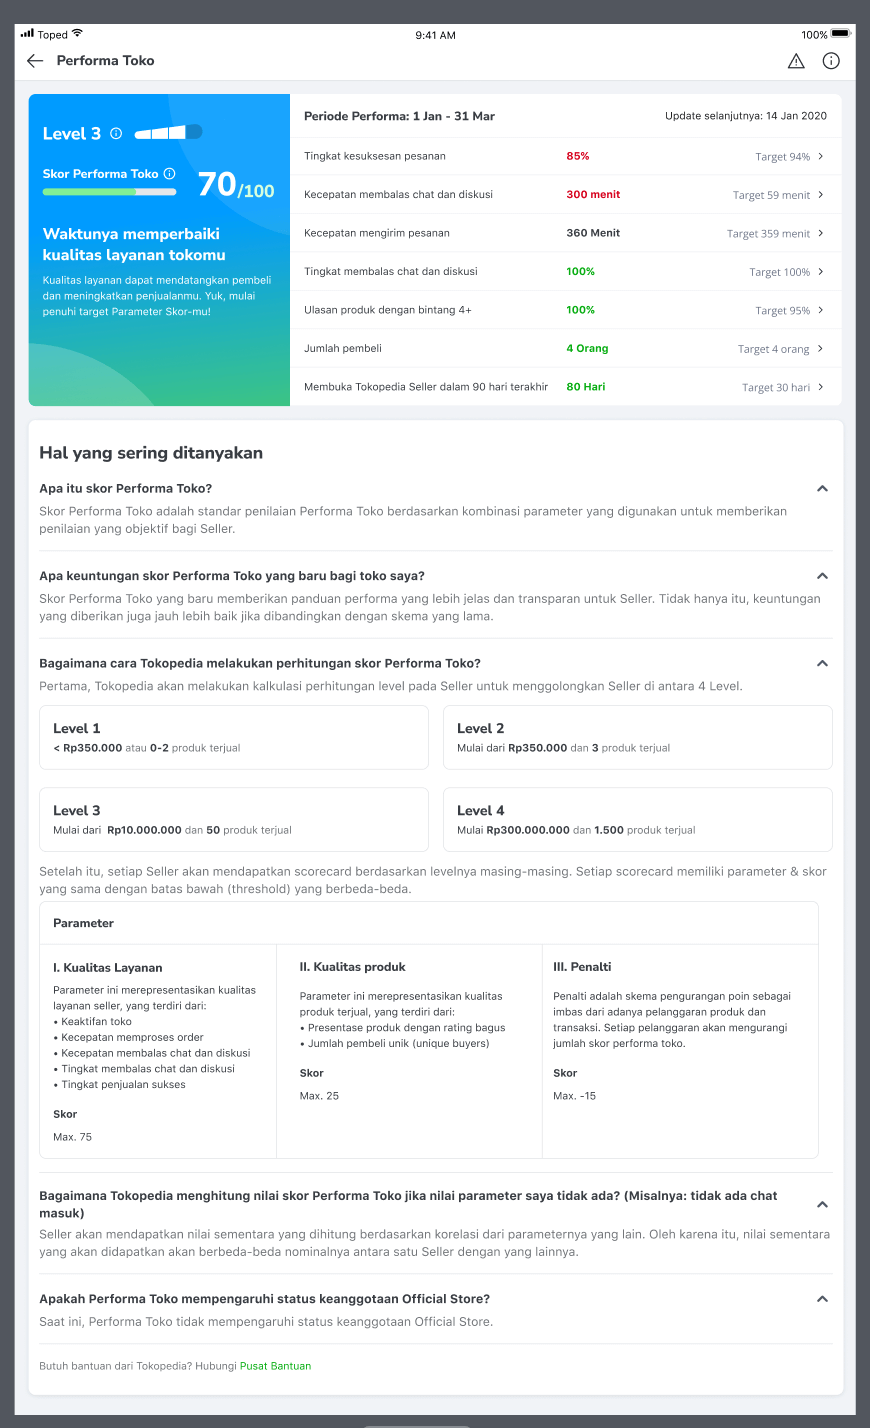 Toped
9:41 AM
100%
Performa Toko
Level 3
Skor Performa Toko
70/100
Waktunya memperbaiki
kualitas layanan tokomu
Kualitas layanan dapat mendatangkan pembeli
dan meningkatkan penjualanmu. Yuk, mulai
penuhi target Parameter Skor-mu!
Periode Performa: 1 Jan - 31 Mar
Update selanjutnya: 14 Jan 2020
Tingkat kesuksesan pesanan 85% Target 94%
Kecepatan membalas chat dan diskusi 300 menit Target 59 menit
Kecepatan mengirim pesanan 360 Menit Target 359 menit
Tingkat membalas chat dan diskusi 100% Target 100%
Ulasan produk dengan bintang 4+ 100% Target 95%
Jumlah pembeli 4 Orang Target 4 orang
Membuka Tokopedia Seller dalam 90 hari terakhir 80 Hari Target 30 hari
Hal yang sering ditanyakan
Apa itu skor Performa Toko?
Skor Performa Toko adalah standar penilaian Performa Toko berdasarkan kombinasi parameter yang digunakan untuk memberikan
penilaian yang objektif bagi Seller.
Apa keuntungan skor Performa Toko yang baru bagi toko saya?
Skor Performa Toko yang baru memberikan panduan performa yang lebih jelas dan transparan untuk Seller. Tidak hanya itu, keuntungan
yang diberikan juga jauh lebih baik jika dibandingkan dengan skema yang lama.
Bagaimana cara Tokopedia melakukan perhitungan skor Performa Toko?
Pertama, Tokopedia akan melakukan kalkulasi perhitungan level pada Seller untuk menggolongkan Seller di antara 4 Level.
Level 1
< Rp350.000 atau 0-2 produk terjual
Level 2
Mulai dari Rp350.000 dan 3 produk terjual
Level 3
Mulai dari Rp10.000.000 dan 50 produk terjual
Level 4
Mulai Rp300.000.000 dan 1.500 produk terjual
Setelah itu, setiap Seller akan mendapatkan scorecard berdasarkan levelnya masing-masing. Setiap scorecard memiliki parameter & skor
yang sama dengan batas bawah (threshold) yang berbeda-beda.
Parameter
I. Kualitas Layanan
Parameter ini merepresentasikan kualitas
layanan seller, yang terdiri dari:
• Keaktifan toko
• Kecepatan memproses order
• Kecepatan membalas chat dan diskusi
• Tingkat membalas chat dan diskusi
• Tingkat penjualan sukses
Skor
Max. 75
II. Kualitas produk
Parameter ini merepresentasikan kualitas
produk terjual, yang terdiri dari:
• Presentase produk dengan rating bagus
• Jumlah pembeli unik (unique buyers)
Skor
Max. 25
III. Penalti
Penalti adalah skema pengurangan poin sebagai
imbas dari adanya pelanggaran produk dan
transaksi. Setiap pelanggaran akan mengurangi
jumlah skor performa toko.
Skor
Max. -15
Bagaimana Tokopedia menghitung nilai skor Performa Toko jika nilai parameter saya tidak ada? (Misalnya: tidak ada chat
masuk)
Seller akan mendapatkan nilai sementara yang dihitung berdasarkan korelasi dari parameternya yang lain. Oleh karena itu, nilai sementara
yang akan didapatkan akan berbeda-beda nominalnya antara satu Seller dengan yang lainnya.
Apakah Performa Toko mempengaruhi status keanggotaan Official Store?
Saat ini, Performa Toko tidak mempengaruhi status keanggotaan Official Store.
Butuh bantuan dari Tokopedia? Hubungi Pusat Bantuan